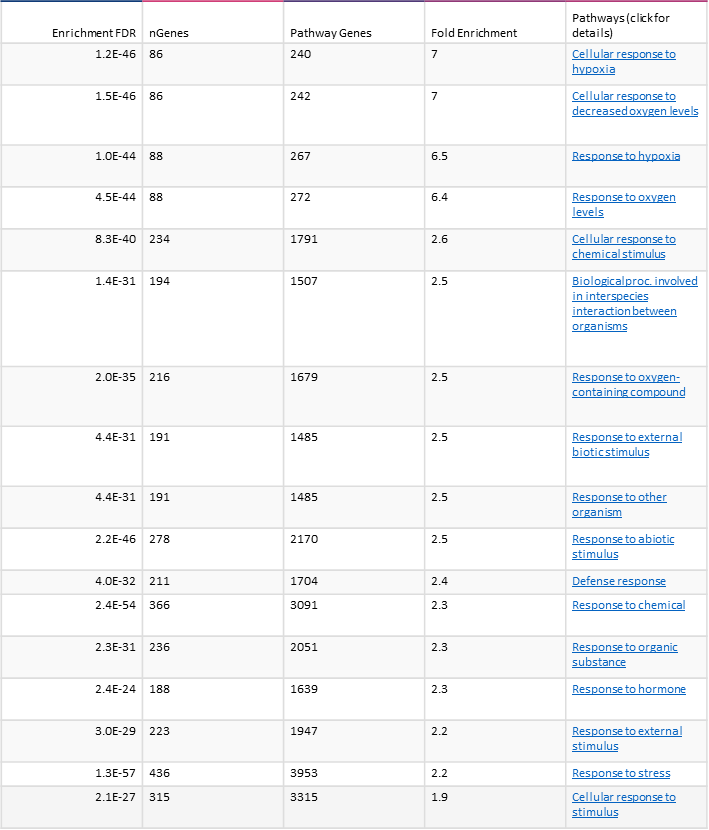 Pathways (click for
Enrichment FDR nGenes Pathway Genes Fold Enrichment details)
1.2E-46 86 240 7 Cellular response to
hypoxia
1.5E-46 86 242 7 Cellular response to
decreased oxygen levels
1.0E-44 88 267 6.5 Response to hypoxia
4.5E-44 88 272 6.4 Response to oxygen
levels
8.3E-40 234 1791 2.6 Cellular response to
chemical stimulus
1.4E-31 194 1507 2.5 Biological proc. involved
in interspecies
interaction between
organisms
2.0E-35 216 1679 2.5 Response to oxygen-
containing compound
4.4E-31 191 1485 2.5 Response to external
biotic stimulus
4.4E-31 191 1485 2.5 Response to other
organism
2.2E-46 278 2170 2.5 Response to abiotic
stimulus
4.0E-32 211 1704 2.4 Defense response
2.4E-54 366 3091 2.3 Response to chemical
2.3E-31 236 2051 2.3 Response to organic
substance
2.4E-24 188 1639 2.3 Response to hormone
3.0E-29 223 1947 2.2 Response to external
stimulus
1.3E-57 436 3953 2.2 Response to stress
2.1E-27 315 3315 1.9 Cellular response to
stimulus